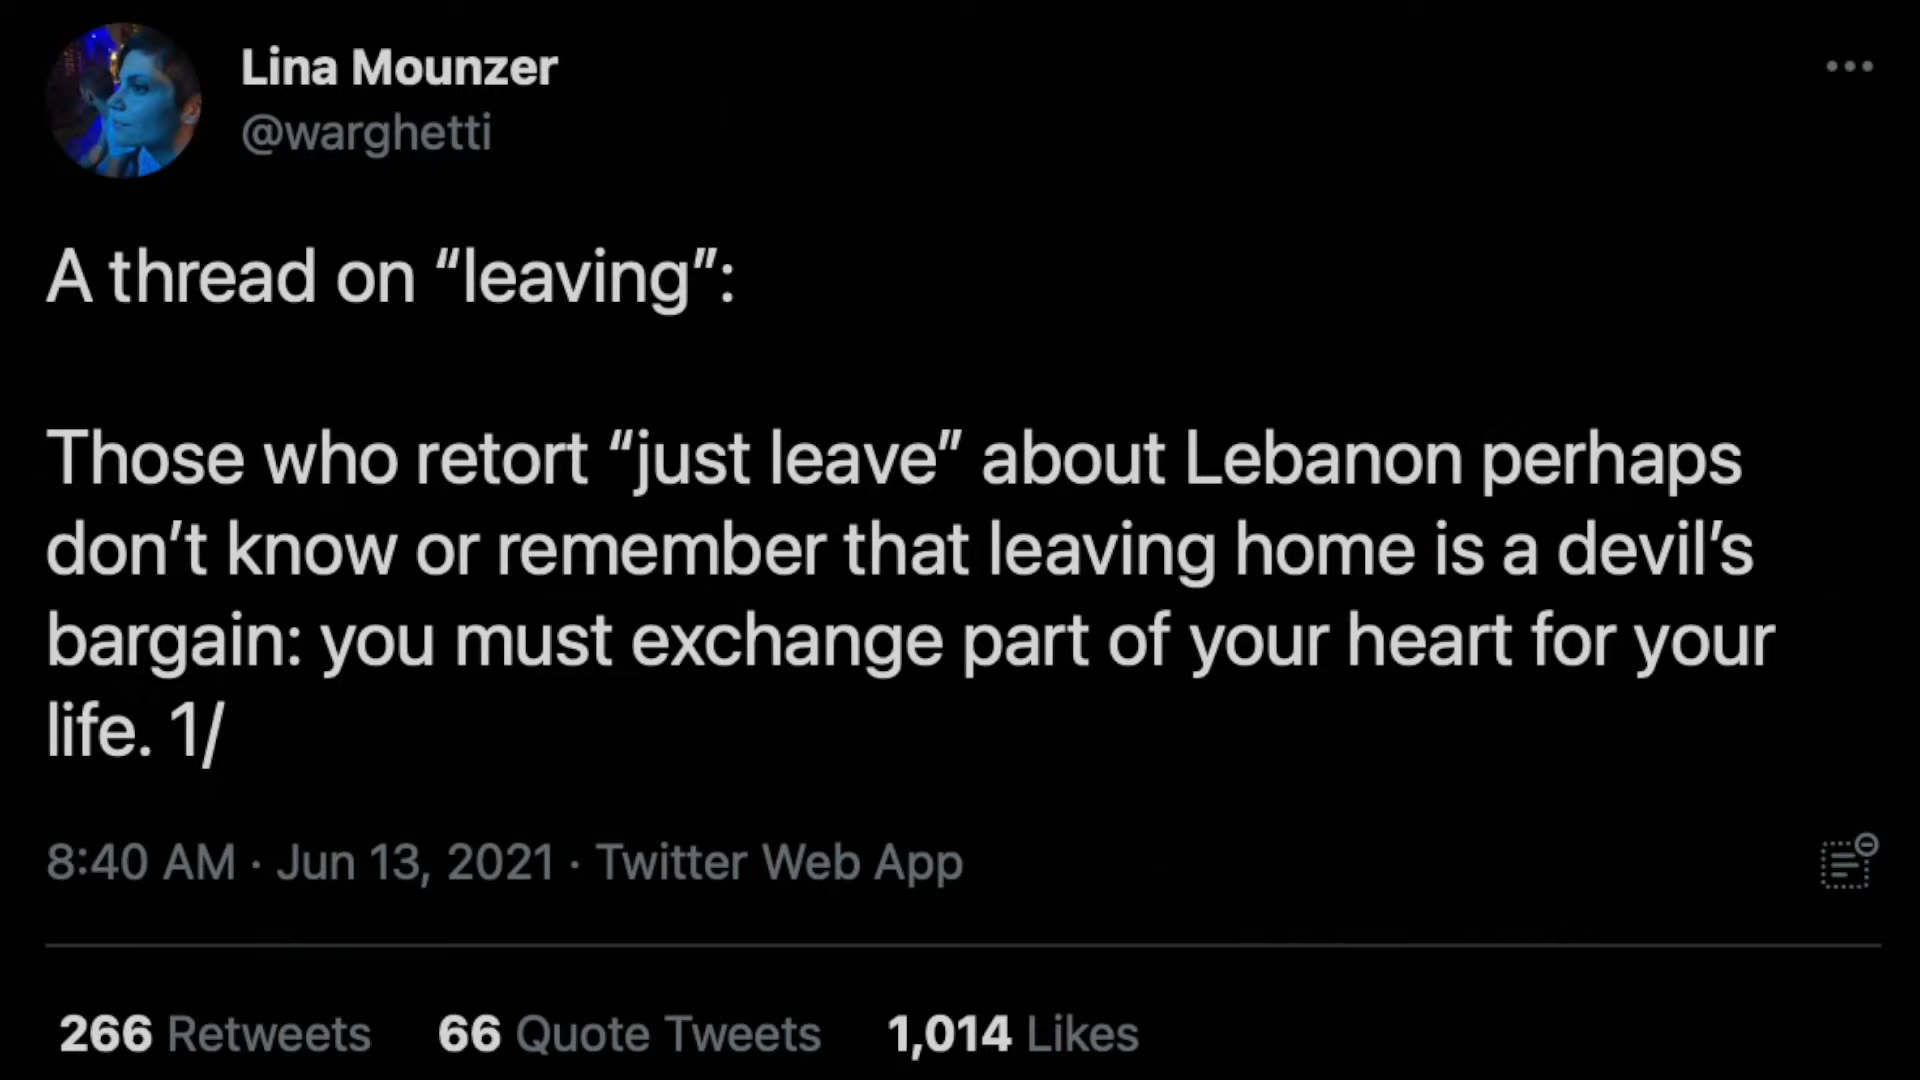 Lina Mounzer
@warghetti
A thread on “leaving”:
Those who retort “just leave” about Lebanon perhaps
don’t know or remember that leaving home is a devil’s
bargain: you must exchange part of your heart for your
life. 1/
8:40 AM · Jun 13, 2021 · Twitter Web App
266 Retweets 66 Quote Tweets 1,014 Likes